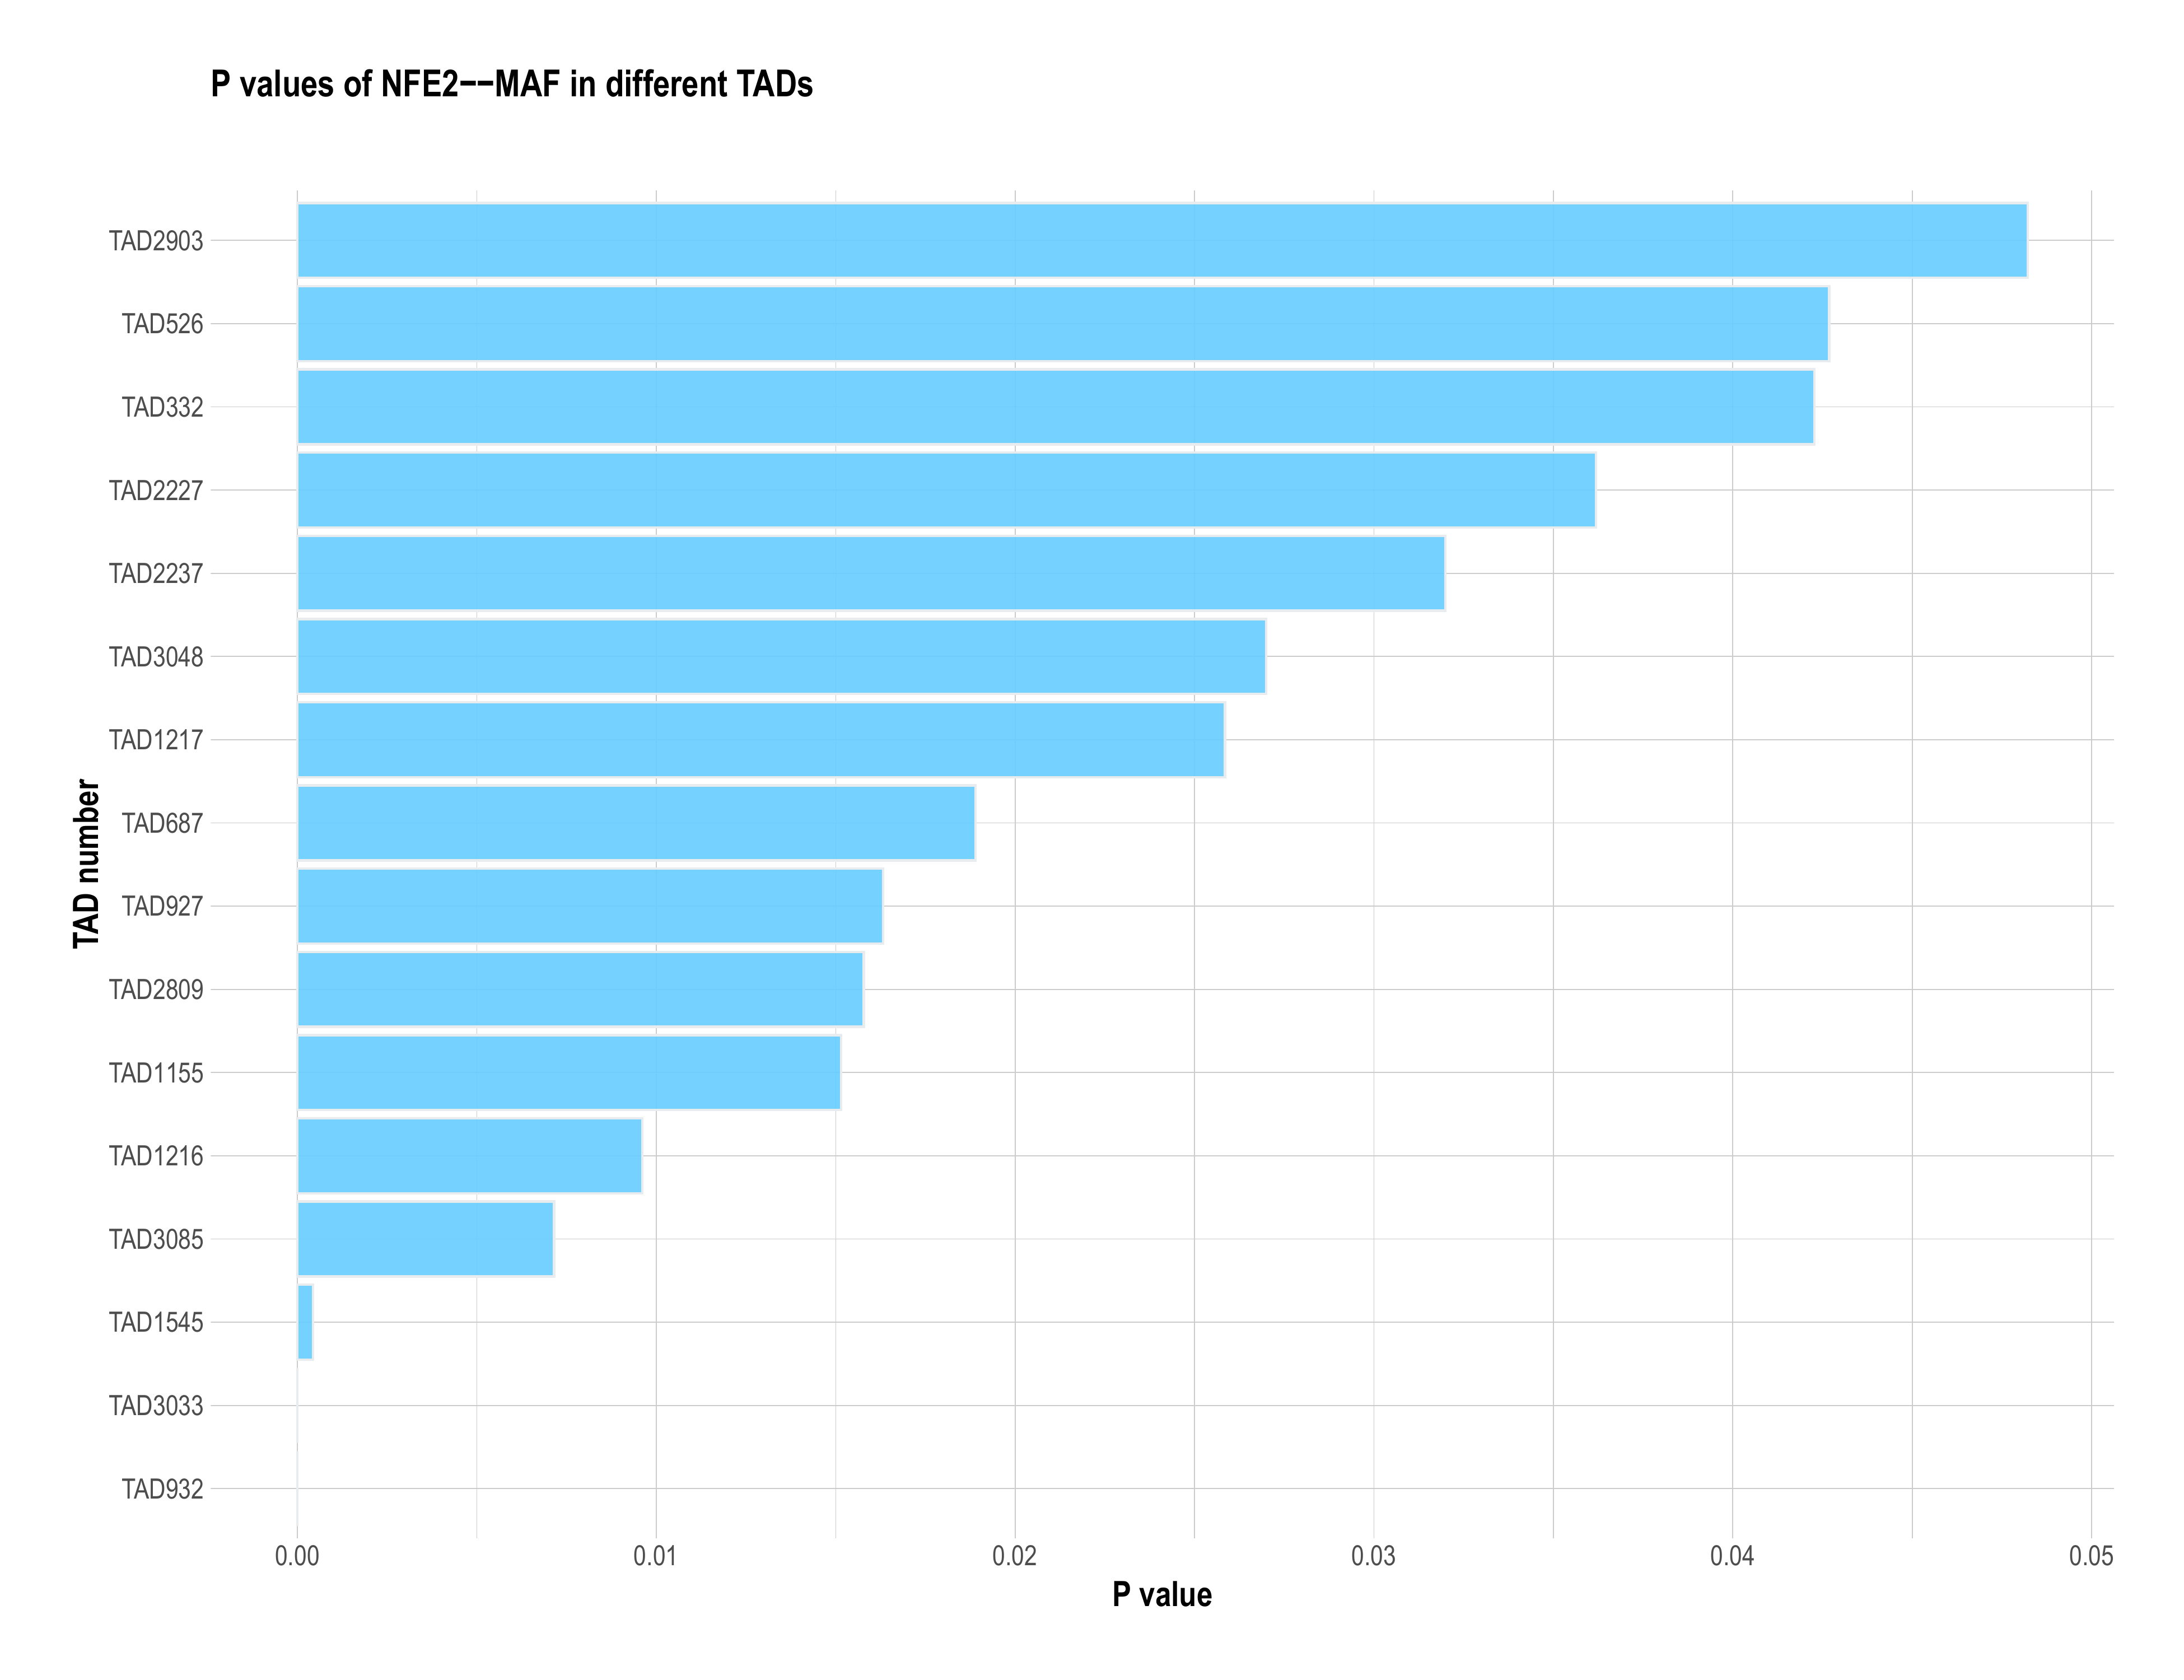 P values of NFE2−−MAF in different TADs
TAD2903
TAD526
TAD332
TAD2227
TAD2237
TAD3048
TAD1217
TAD687
TAD927
TAD2809
TAD1155
TAD1216
TAD3085
TAD1545
TAD3033
TAD932
TAD number
0.00 0.01 0.02 0.03 0.04 0.05
P value